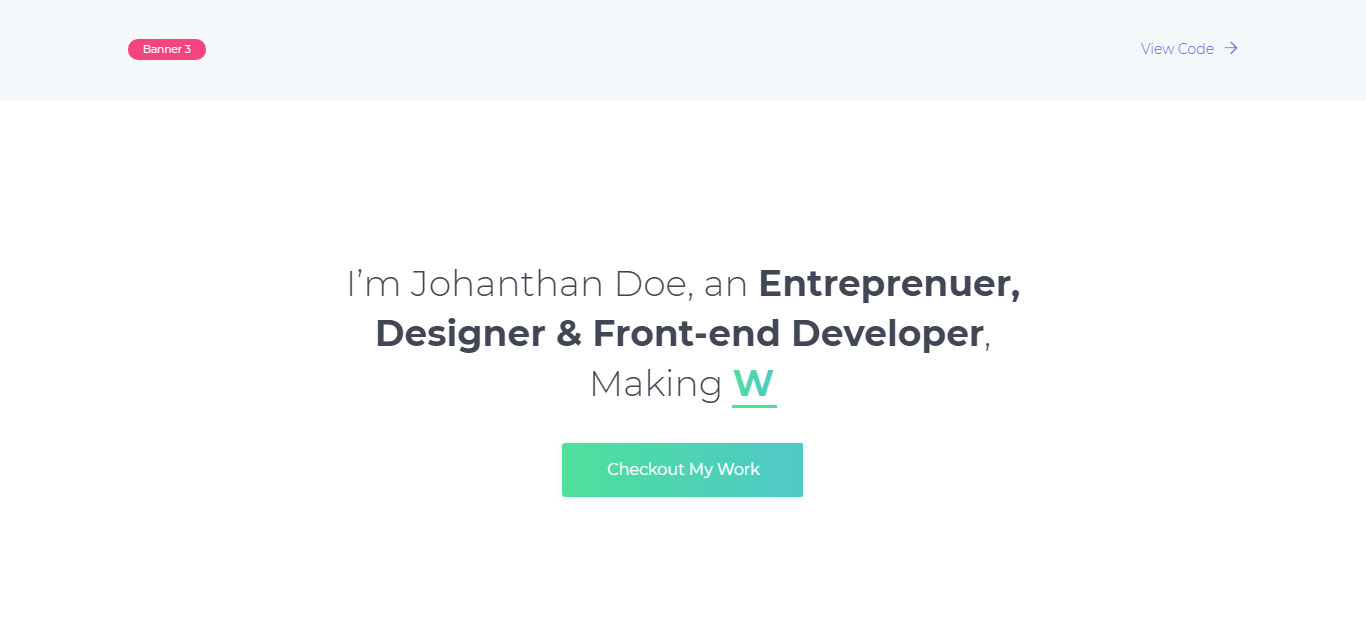 Banner 3
View Code
I’m Johanthan Doe, an Entreprenuer,
Designer & Front-end Developer,
Making W
Checkout My Work